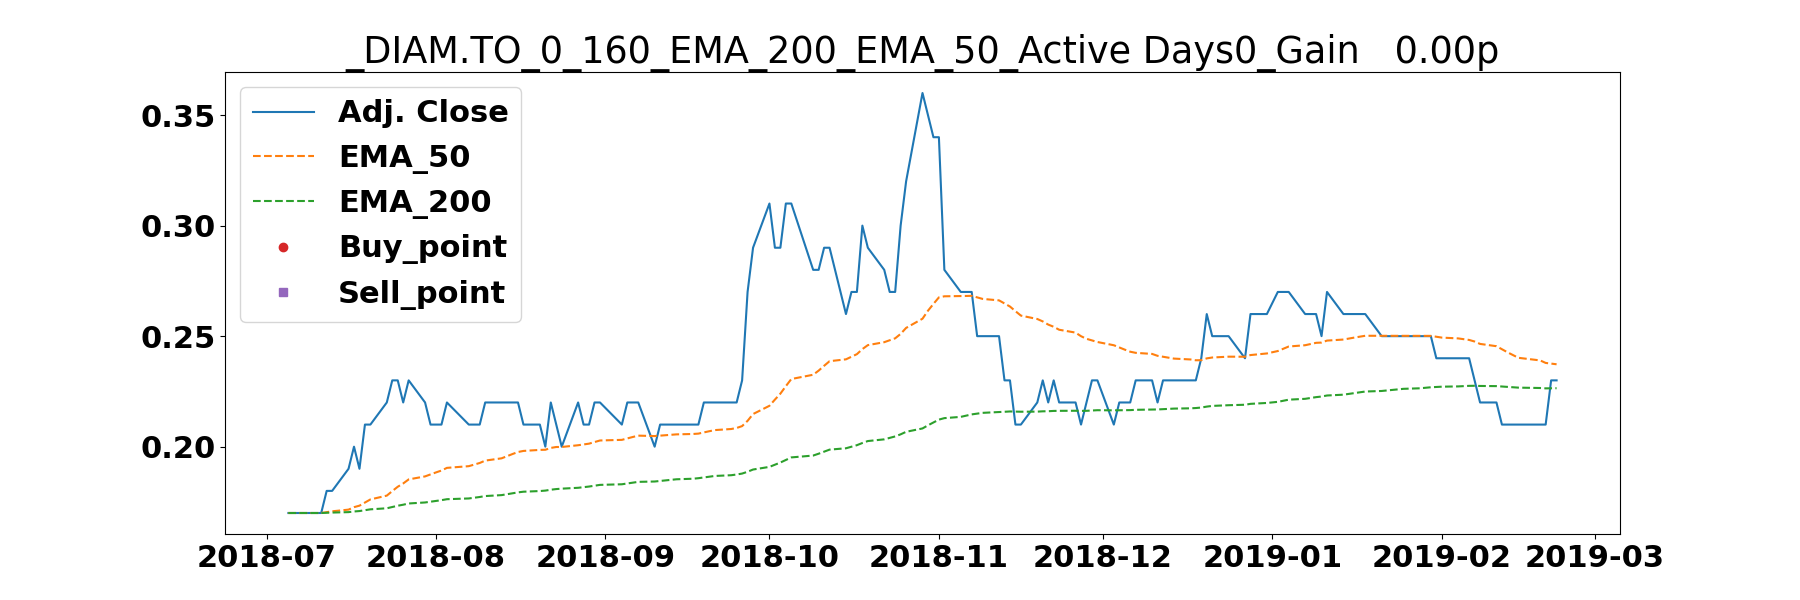 _DIAM.TO_0_160_EMA_200_EMA_50_Active Days0_Gain   0.00p
Adj. Close
EMA_50
EMA_200
Buy_point
Sell_point
0.35
0.30
0.25
0.20
2018-07 2018-08 2018-09 2018-10 2018-11 2018-12 2019-01 2019-02 2019-03